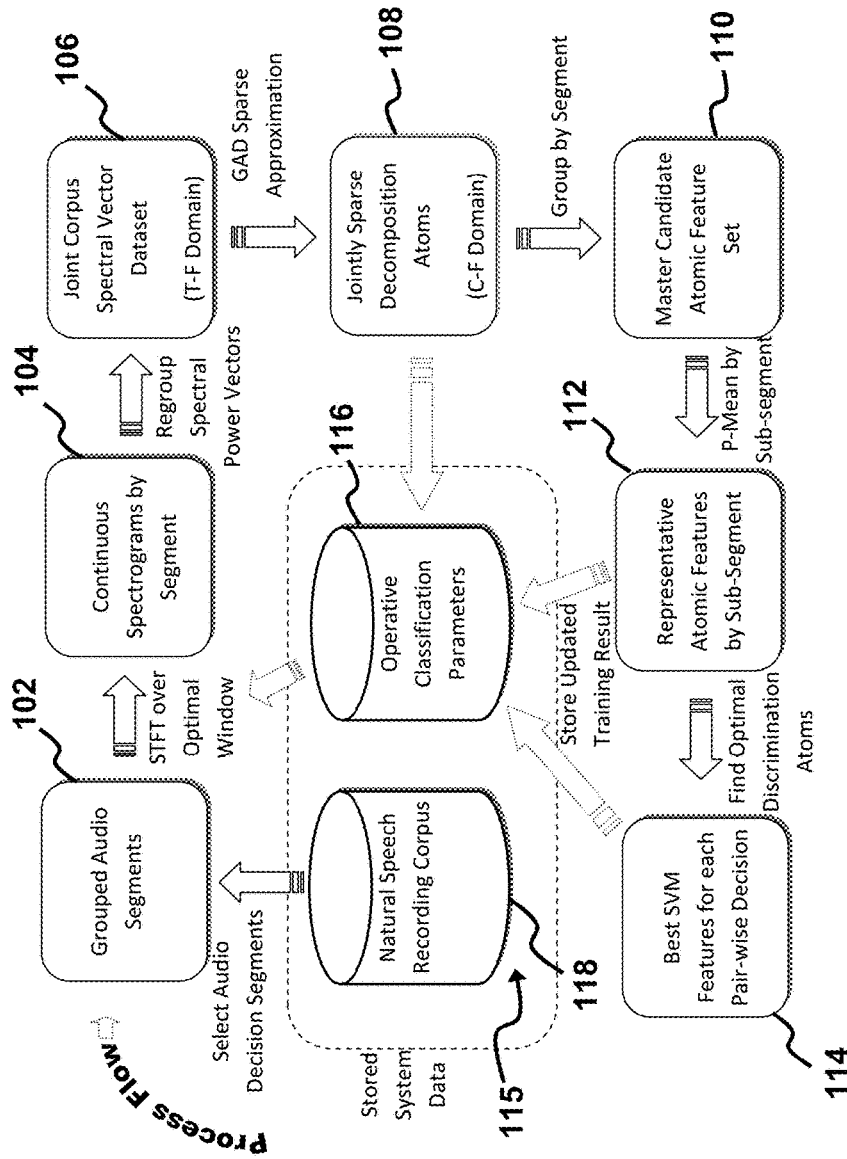 Process Flow
102
Grouped Audio
Segments
STFT over
Optimal
Window
104
Continuous
Spectrograms by
Segment
Regroup
Spectral
Power Vectors
106
Joint Corpus
Spectral Vector
Dataset
(T-F Domain)
GAD Sparse
Approximation
108
Jointly Sparse
Decomposition
Atoms
(C-F Domain)
Group by Segment
110
Master Candidate
Atomic Feature
Set
P-Mean by
Sub-segment
112
Representative
Atomic Features
by Sub-Segment
Find Optimal
Discrimination
Atoms
114
Best SVM
Features for each
Pair-wise Decision
Store Updated
Training Result
116
Operative
Classification
Parameters
118
Natural Speech
Recording Corpus
Select Audio
Decision Segments
Stored
System
Data
115